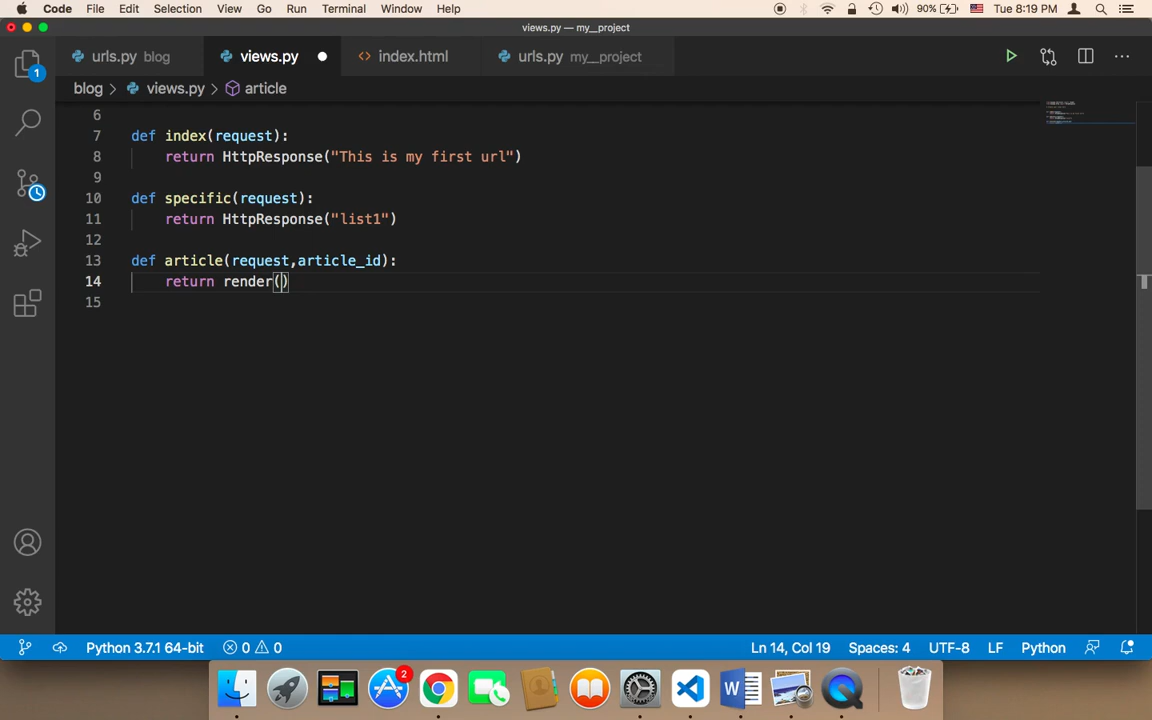 Code File Edit Selection View Go Run Terminal Window Help 90% Tue 8:19 PM
views.py — my__project
urls.py blog views.py index.html urls.py my__project
1
blog > views.py > article
6
7 def index(request):
8 return HttpResponse("This is my first url")
9
10 def specific(request):
11 return HttpResponse("list1")
12
13 def article(request,article_id):
14 return render()
15
Python 3.7.1 64-bit 0 0 Ln 14, Col 19 Spaces: 4 UTF-8 LF Python
2